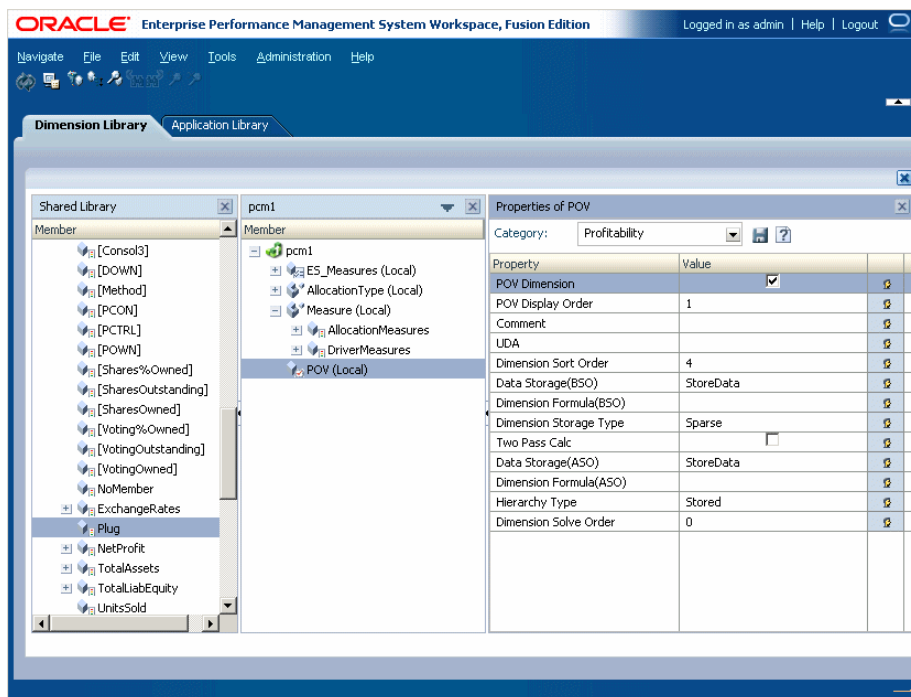 ORACLE Enterprise Performance Management System Workspace, Fusion Edition
Logged in as admin | Help | Logout
Navigate File Edit View Tools Administration Help
Dimension Library Application Library
Shared Library
Member
[Consol3]
[DOWN]
[Method]
[PCON]
[PCTRL]
[POWN]
[Shares%Owned]
[SharesOutstanding]
[SharesOwned]
[Voting%Owned]
[VotingOutstanding]
[VotingOwned]
NoMember
ExchangeRates
Plug
NetProfit
TotalAssets
TotalLiabEquity
UnitsSold
pcm1
Member
pcm1
ES_Measures (Local)
AllocationType (Local)
Measure (Local)
AllocationMeasures
DriverMeasures
POV (Local)
Properties of POV
Category: Profitability
Property Value
POV Dimension
POV Display Order 1
Comment
UDA
Dimension Sort Order 4
Data Storage(BSO) StoreData
Dimension Formula(BSO)
Dimension Storage Type Sparse
Two Pass Calc
Data Storage(ASO) StoreData
Dimension Formula(ASO)
Hierarchy Type Stored
Dimension Solve Order 0